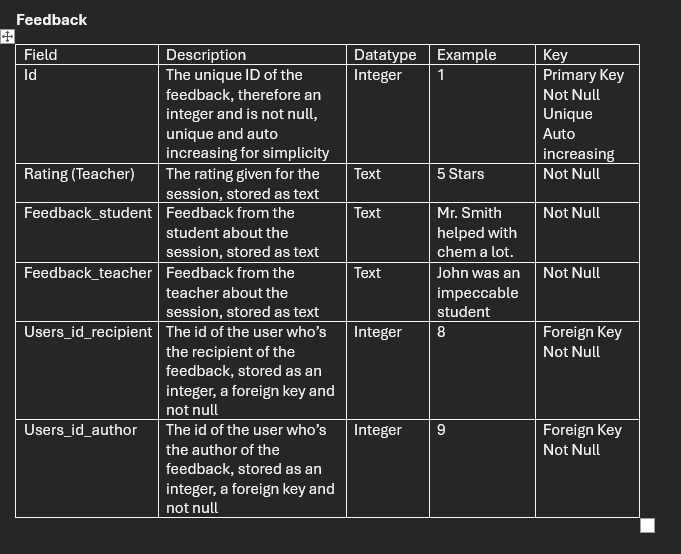 Feedback
Field Description Datatype Example Key
Id The unique ID of the Integer 1 Primary Key
feedback, therefore an Not Null
integer and is not null, Unique
unique and auto Auto
increasing for simplicity increasing
Rating (Teacher) The rating given for the Text 5 Stars Not Null
session, stored as text
Feedback_student Feedback from the Text Mr. Smith Not Null
student about the helped with
session, stored as text chem a lot.
Feedback_teacher Feedback from the Text John was an Not Null
teacher about the impeccable
session, stored as text student
Users_id_recipient The id of the user who's Integer 8 Foreign Key
the recipient of the Not Null
feedback, stored as an
integer, a foreign key and
not null
Users_id_author The id of the user who's Integer 9 Foreign Key
the author of the Not Null
feedback, stored as an
integer, a foreign key and
not null